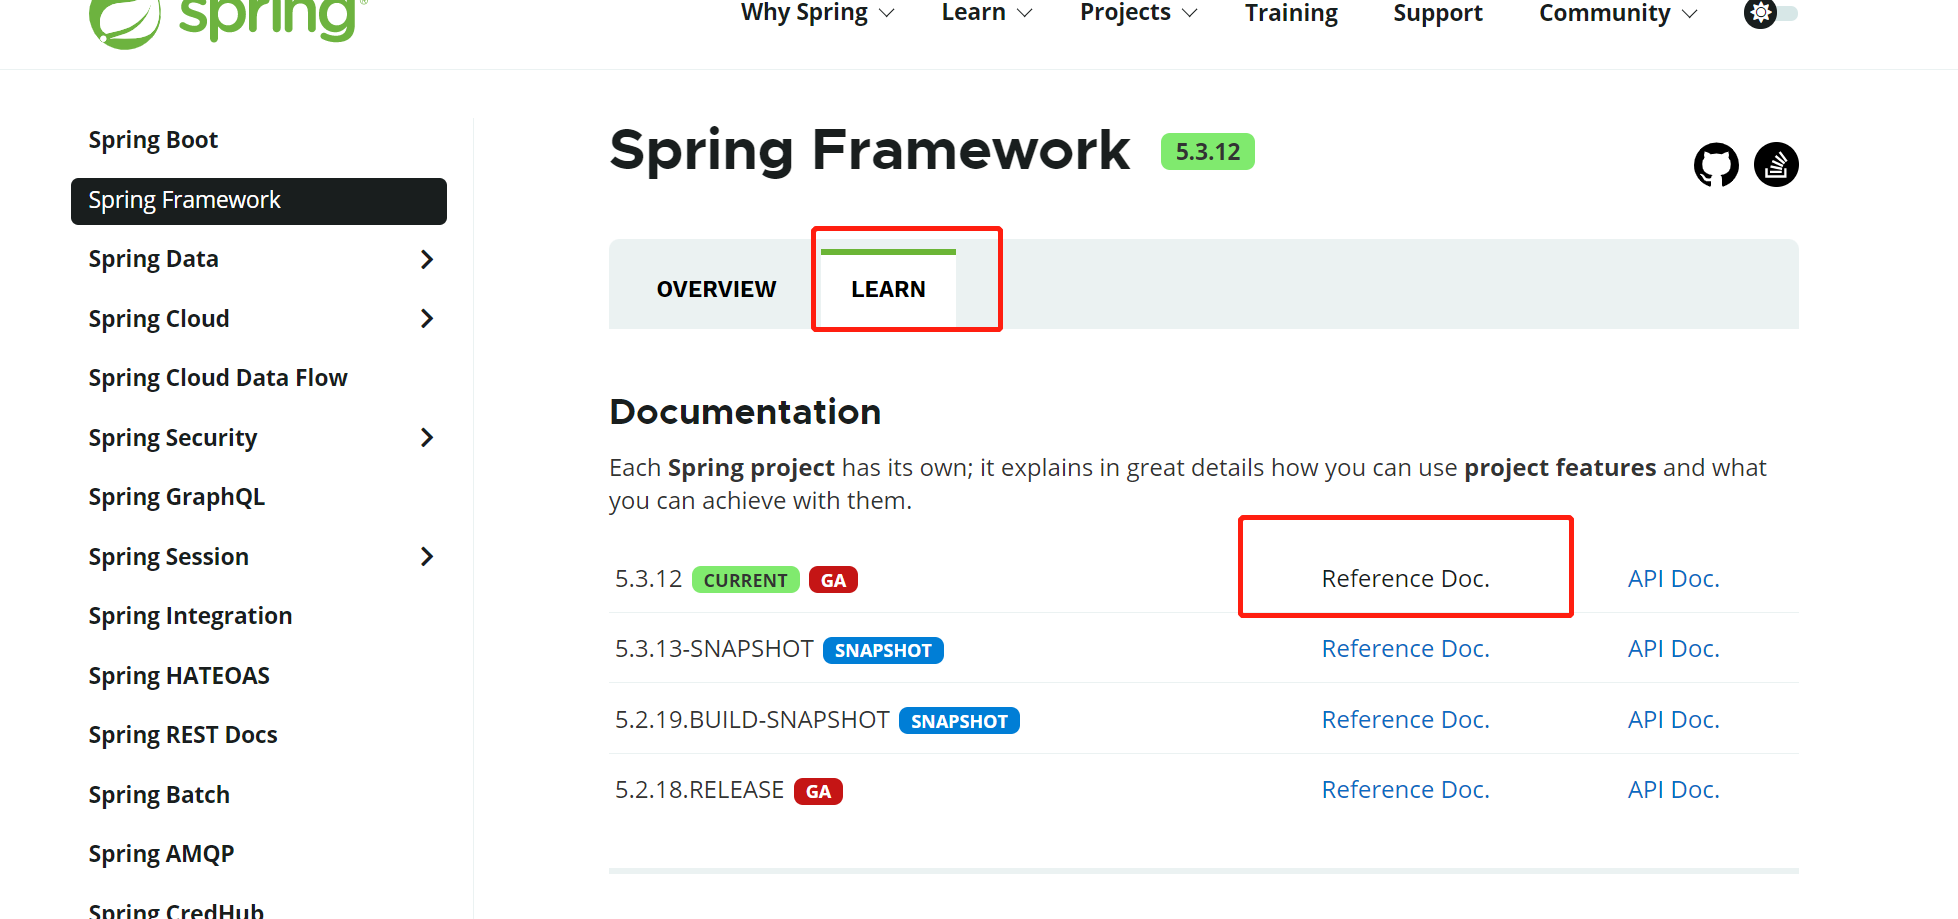 spring
Why Spring
Learn
Projects
Training
Support
Community
Spring Boot
Spring Framework
Spring Data
Spring Cloud
Spring Cloud Data Flow
Spring Security
Spring GraphQL
Spring Session
Spring Integration
Spring HATEOAS
Spring REST Docs
Spring Batch
Spring AMQP
Spring CredHub
Spring Framework 5.3.12
OVERVIEW LEARN
Documentation
Each Spring project has its own; it explains in great details how you can use project features and what
you can achieve with them.
5.3.12 CURRENT GA Reference Doc. API Doc.
5.3.13-SNAPSHOT SNAPSHOT Reference Doc. API Doc.
5.2.19.BUILD-SNAPSHOT SNAPSHOT Reference Doc. API Doc.
5.2.18.RELEASE GA Reference Doc. API Doc.